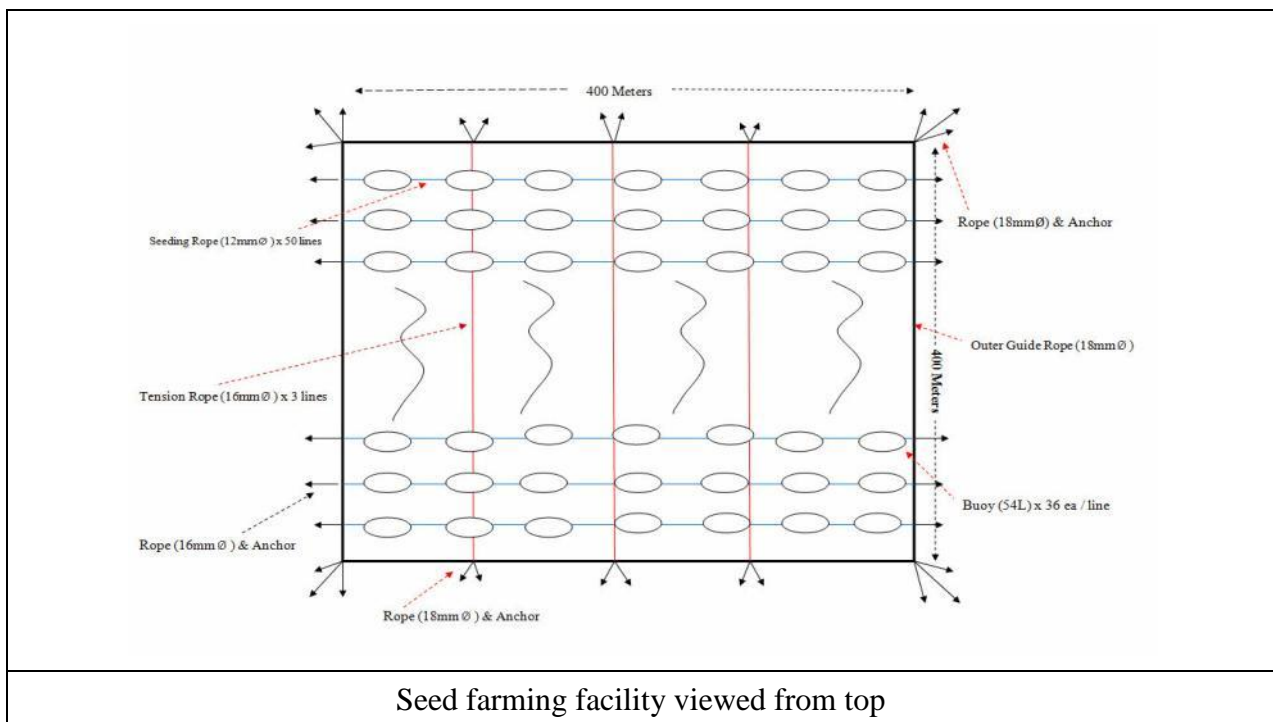 400 Meters
Rope (18mmØ) & Anchor
Seeding Rope (12mmØ) x 50 lines
Outer Guide Rope (18mmØ)
400 Meters
Tension Rope (16mmØ) x 3 lines
Buoy (54L) x 36 ea / line
Rope (16mmØ) & Anchor
Rope (18mmØ) & Anchor
Seed farming facility viewed from top